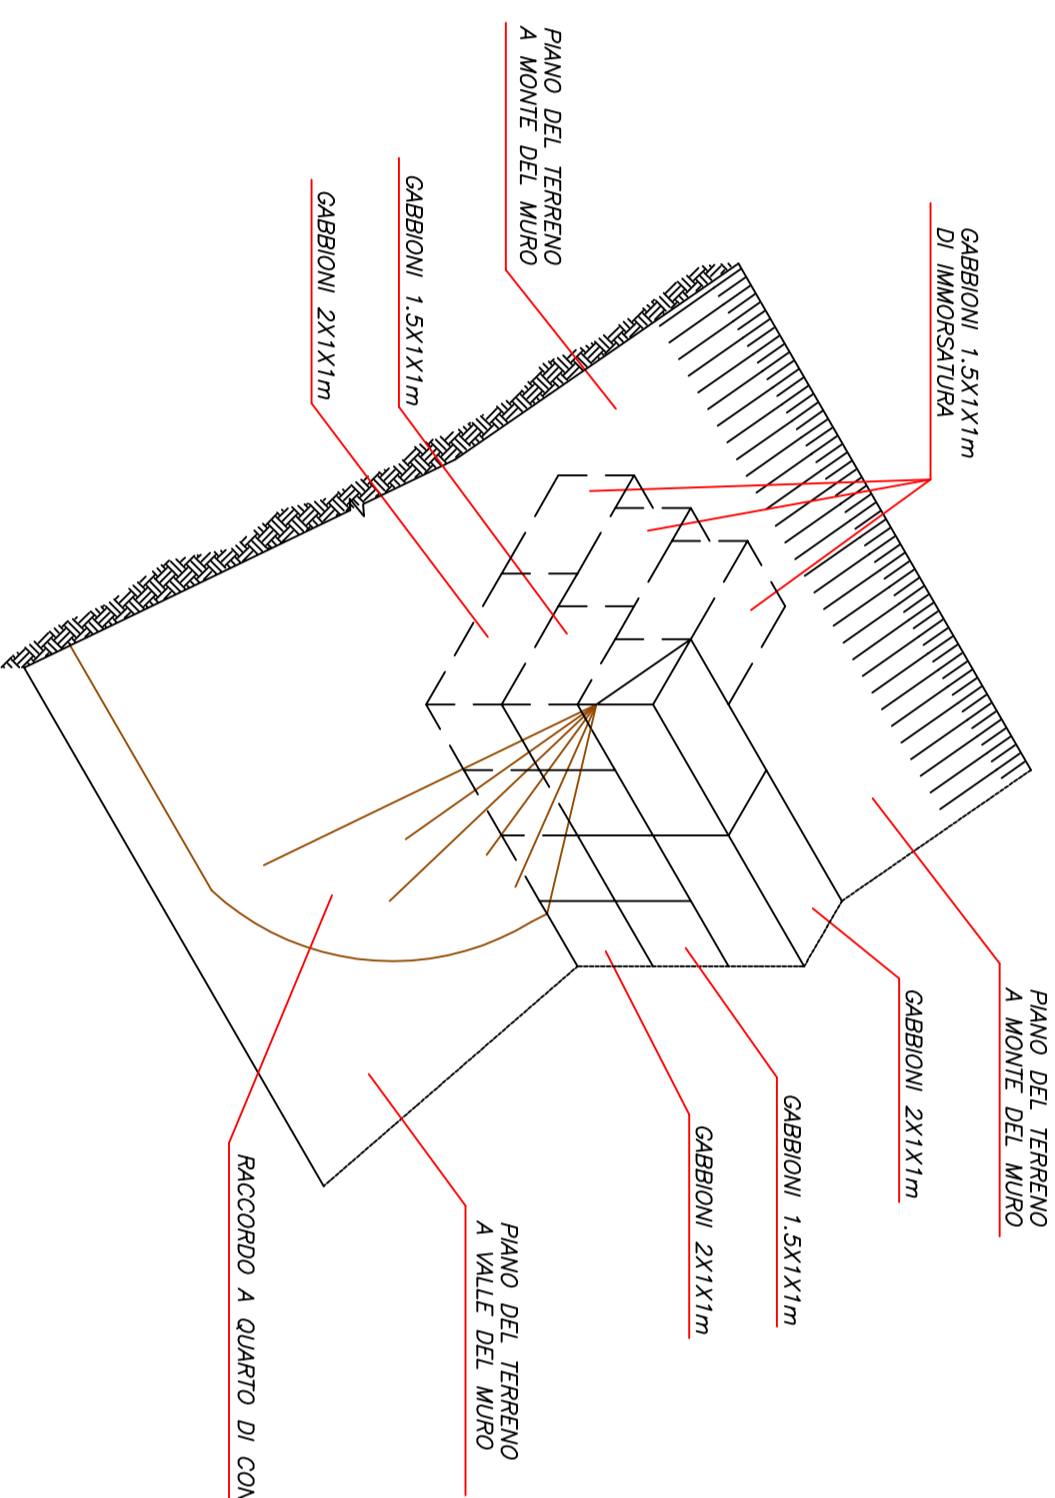 PIANO DEL TERRENO
A MONTE DEL MURO
GABBIONI 2X1X1m
GABBIONI 1.5X1X1m
GABBIONI 2X1X1m
PIANO DEL TERRENO
A VALLE DEL MURO
RACCORDO A QUARTO DI CON
GABBIONI 1.5X1X1m
DI IMMORSATURA
PIANO DEL TERRENO
A MONTE DEL MURO
GABBIONI 1.5X1X1m
GABBIONI 2X1X1m